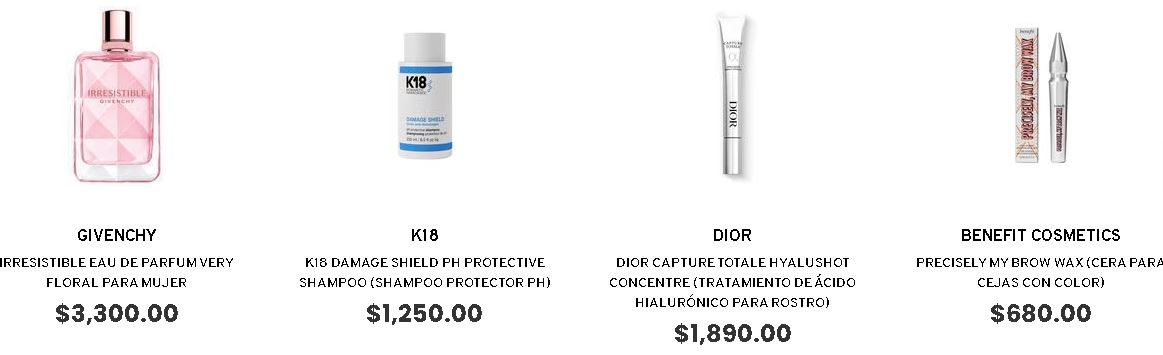 IRRESISTIBLE
GIVENCHY
K18
DAMAGE SHIELD
CAPTURE
TOTALE
DIOR
benefit
PRECISELY, MY BROW WAX
GIVENCHY
IRRESISTIBLE EAU DE PARFUM VERY
FLORAL PARA MUJER
$3,300.00
K18
K18 DAMAGE SHIELD PH PROTECTIVE
SHAMPOO (SHAMPOO PROTECTOR PH)
$1,250.00
DIOR
DIOR CAPTURE TOTALE HYALUSHOT
CONCENTRE (TRATAMIENTO DE ÁCIDO
HIALURÓNICO PARA ROSTRO)
$1,890.00
BENEFIT COSMETICS
PRECISELY MY BROW WAX (CERA PARA
CEJAS CON COLOR)
$680.00